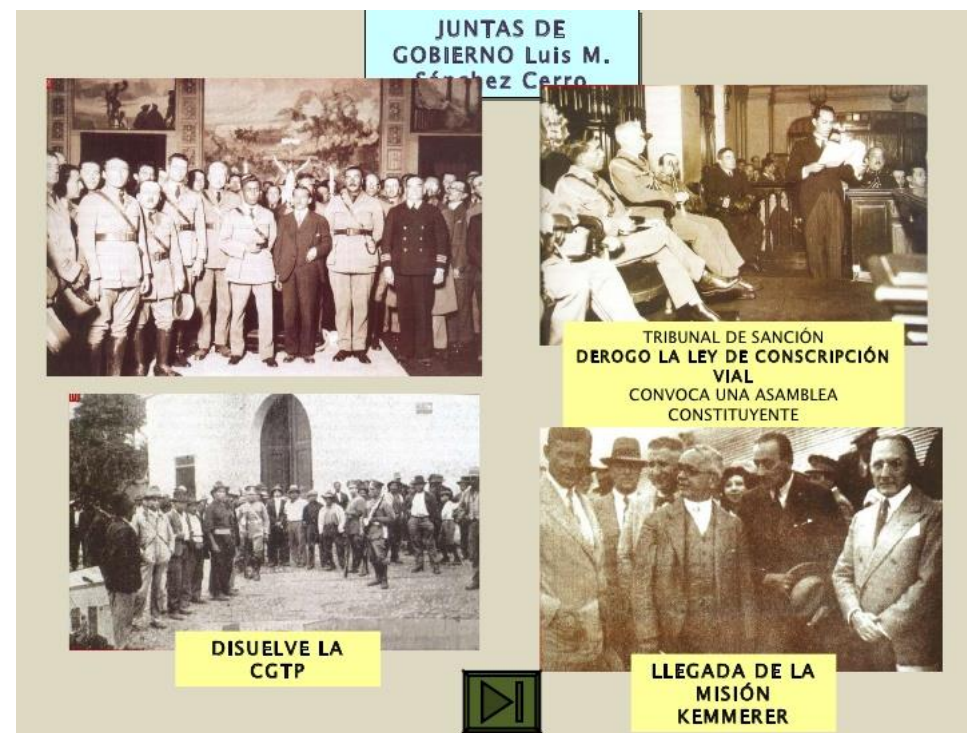 JUNTAS DE
GOBIERNO Luis M.
Sánchez Cerro
TRIBUNAL DE SANCIÓN
DEROGO LA LEY DE CONSCRIPCIÓN
VIAL
CONVOCA UNA ASAMBLEA
CONSTITUYENTE
DISUELVE LA
CGTP
LLEGADA DE LA
MISIÓN
KEMMERER